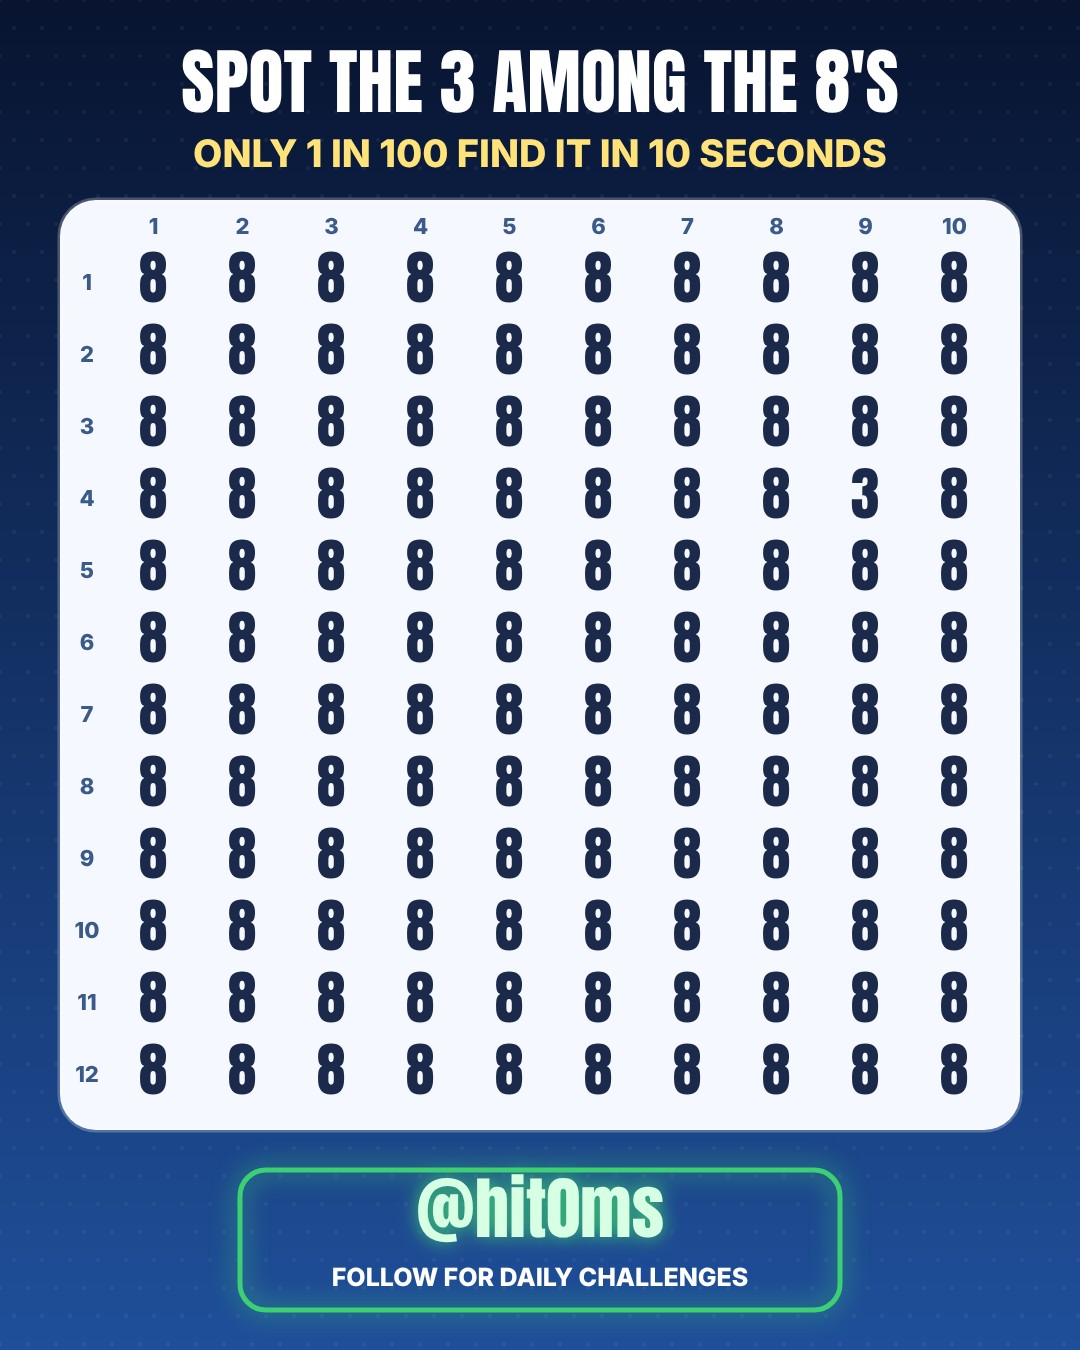 SPOT THE 3 AMONG THE 8'S
ONLY 1 IN 100 FIND IT IN 10 SECONDS
1 2 3 4 5 6 7 8 9 10
1 8 8 8 8 8 8 8 8 8 8
2 8 8 8 8 8 8 8 8 8 8
3 8 8 8 8 8 8 8 8 8 8
4 8 8 8 8 8 8 8 8 3 8
5 8 8 8 8 8 8 8 8 8 8
6 8 8 8 8 8 8 8 8 8 8
7 8 8 8 8 8 8 8 8 8 8
8 8 8 8 8 8 8 8 8 8 8
9 8 8 8 8 8 8 8 8 8 8
10 8 8 8 8 8 8 8 8 8 8
11 8 8 8 8 8 8 8 8 8 8
12 8 8 8 8 8 8 8 8 8 8
@hit0ms
FOLLOW FOR DAILY CHALLENGES